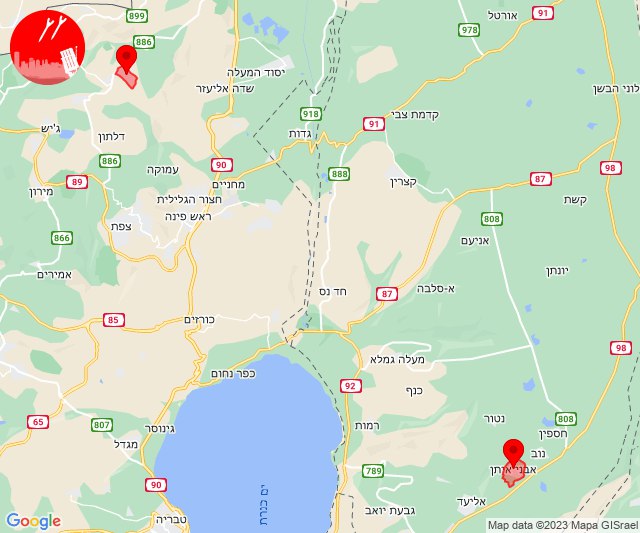 899
אורטל
91
886
978
יסוד המעלה
שדה אליעזר
לוני הבשן
918
קדמת צבי
91
ג'יש
דלתון
גדות
886
90
98
עמוקה
888
87
89
מחניים
קצרין
מירון
חצור הגלילית
קשת
808
ראש פינה
צפת
866
אניעם
אמירים
יונתן
חד נס
א-סלבה
87
85
כורזים
98
מעלה גמלא
כפר נחום
92
כנף
65
807
גינוסר
רמות
נטור
808
חספין
מגדל
נוב
789
אבני איתן
90
אליעד
ים כנרת
גבעת יואב
טבריה
Google
Map data ©2023 Mapa GISrael